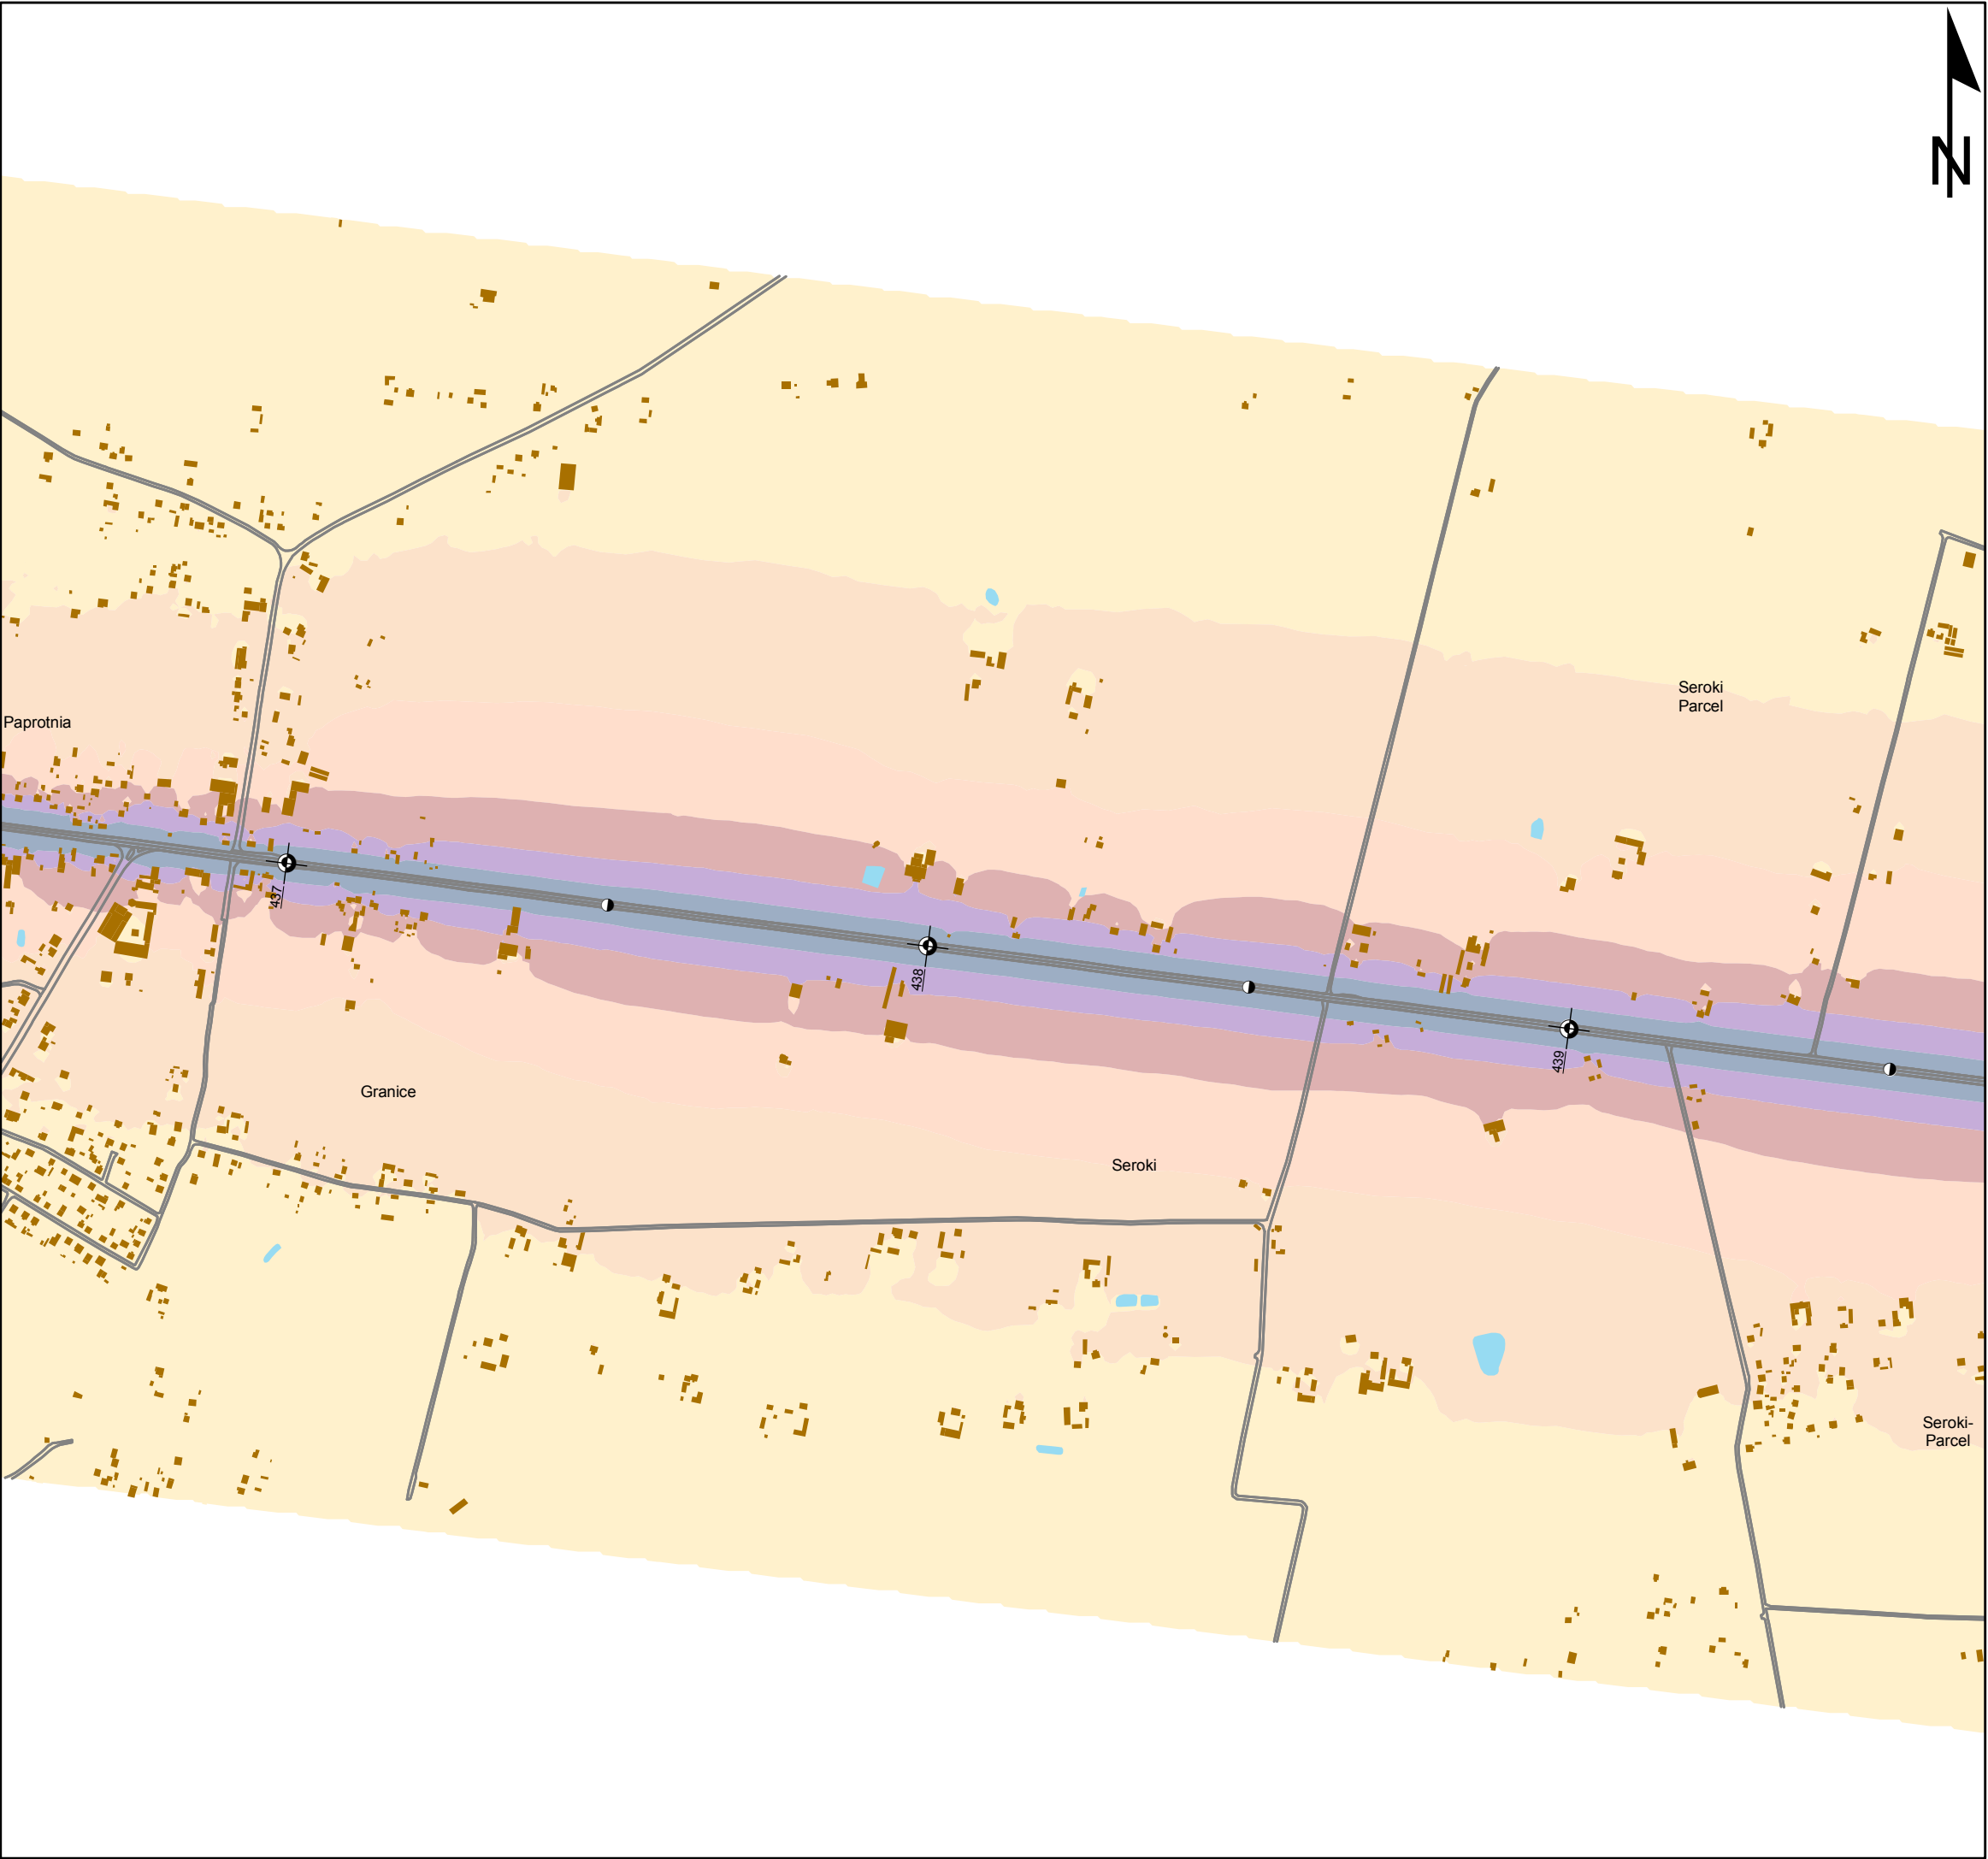 N
Seroki
Parcel
Paprotnia
437
438
439
Granice
Seroki
Seroki-
Parcel